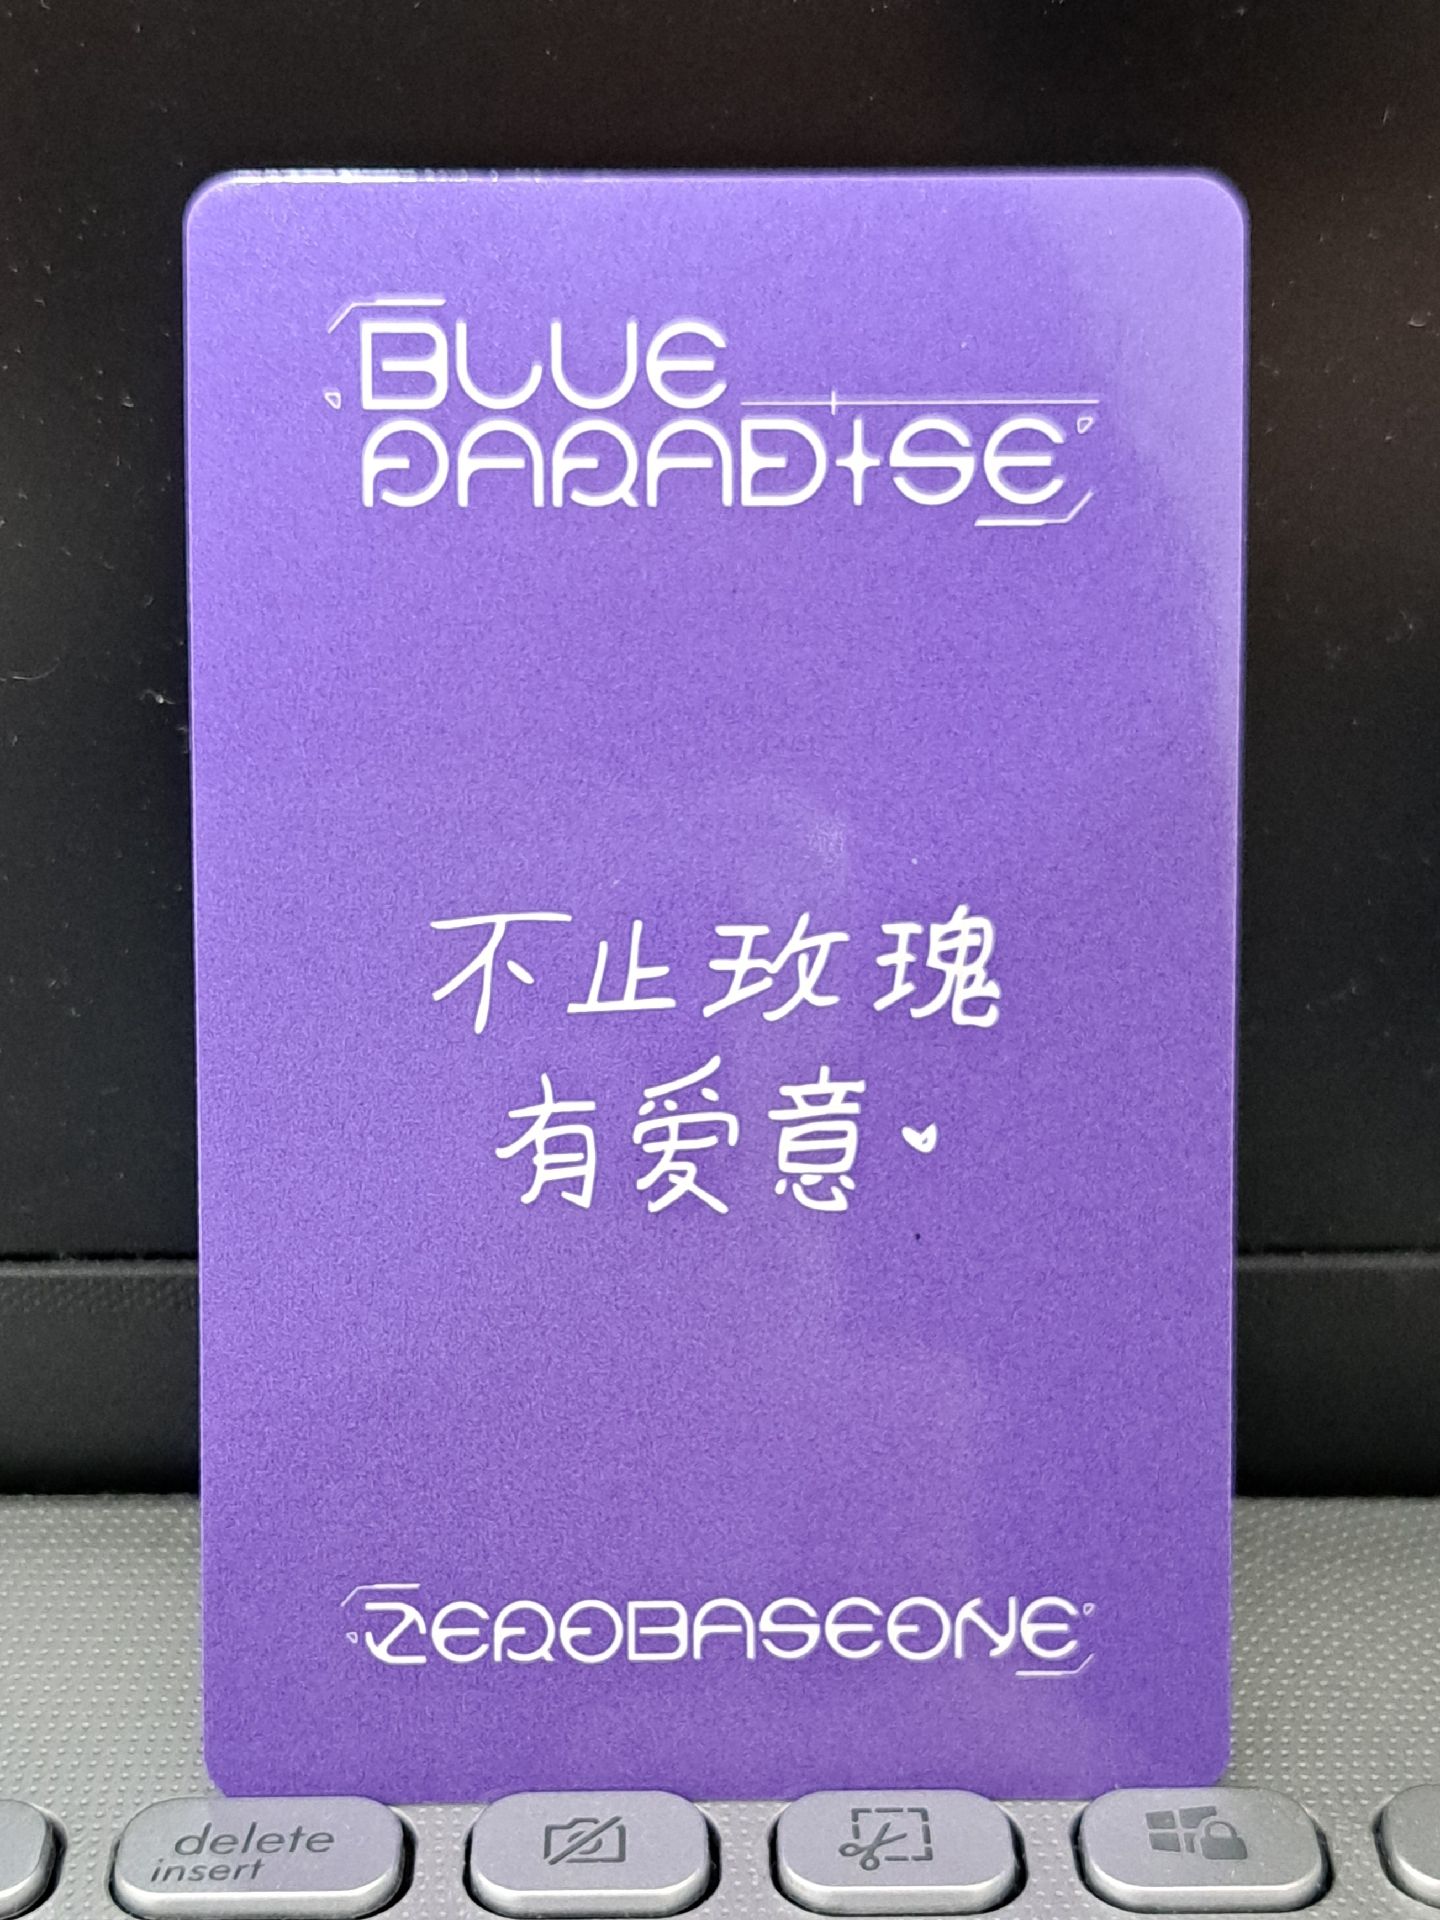 BLUE
PARADISE
不止玫瑰
有爱意
ZEROBASEONE
delete
insert